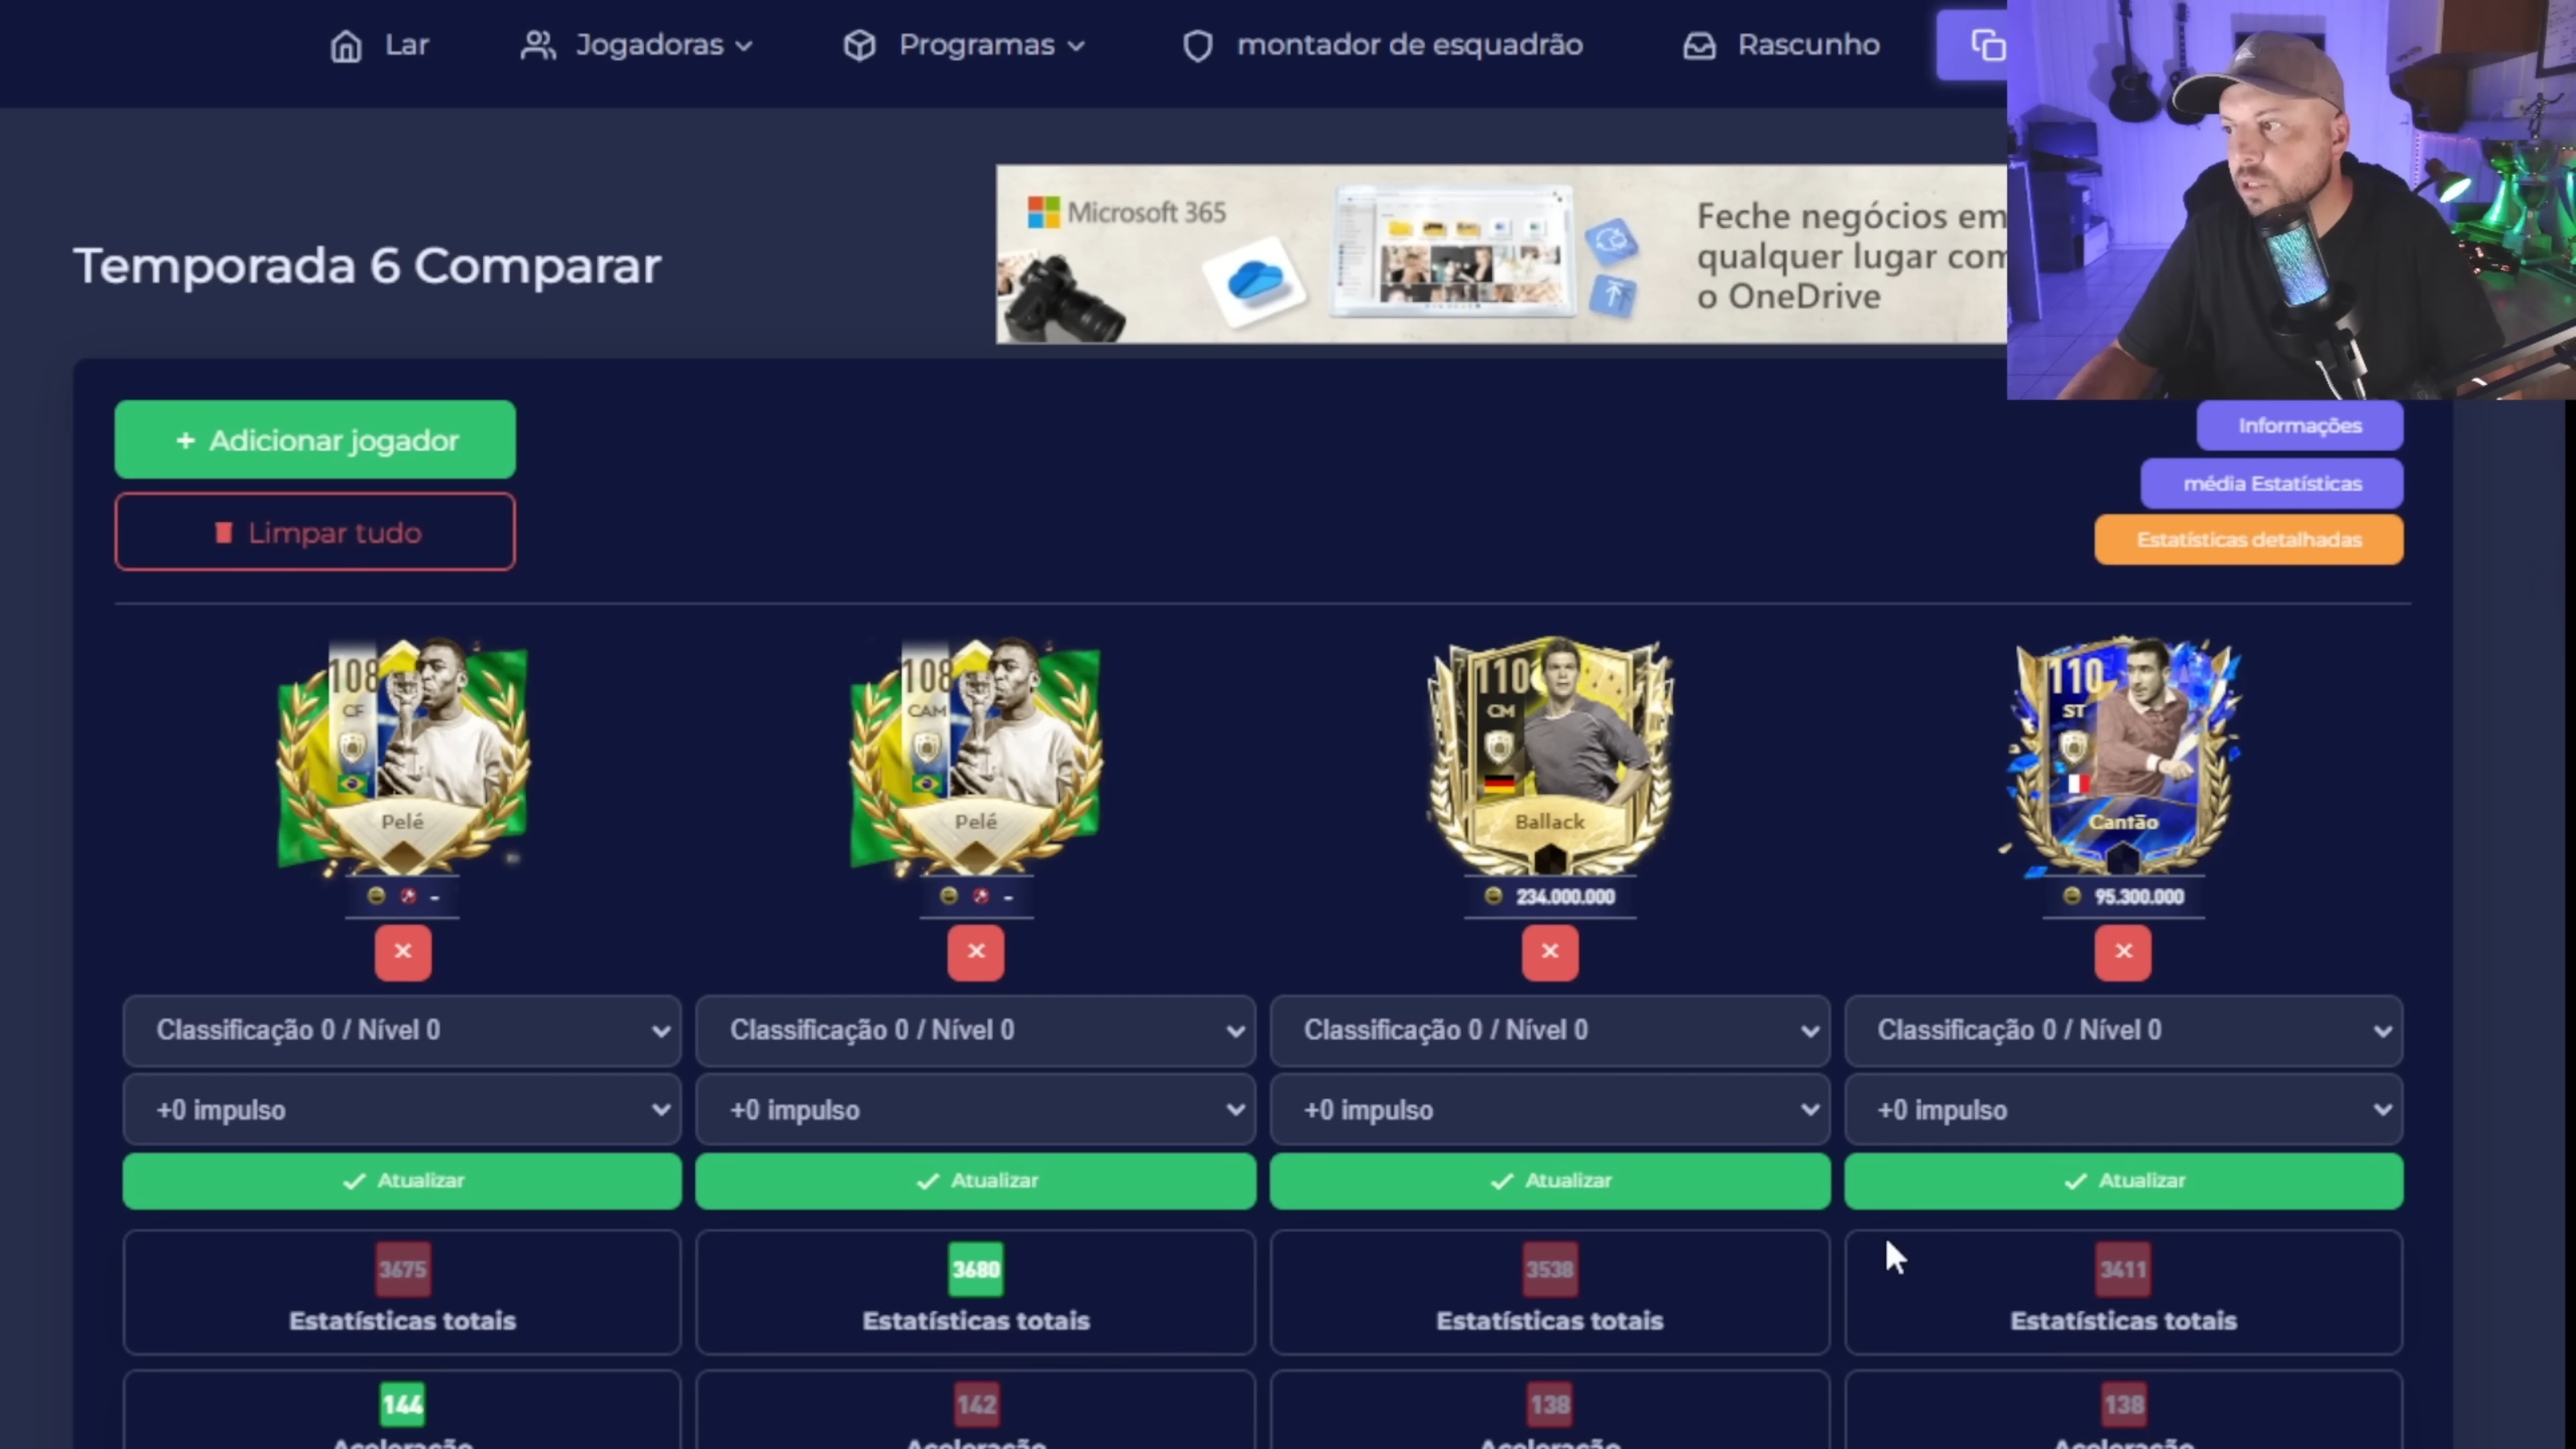 Lar
Jogadoras
Programas
montador de esquadrão
Rascunho
Microsoft 365
Feche negócios em
qualquer lugar com
o OneDrive
Temporada 6 Comparar
+ Adicionar jogador
Limpar tudo
Informações
média Estatísticas
Estatísticas detalhadas
108
CF
Pelé
-
108
CAM
Pelé
-
110
CM
Ballack
234.000.000
110
ST
Cantão
95.300.000
Classificação 0 / Nível 0
Classificação 0 / Nível 0
Classificação 0 / Nível 0
Classificação 0 / Nível 0
+0 impulso
+0 impulso
+0 impulso
+0 impulso
Atualizar
Atualizar
Atualizar
Atualizar
3675
Estatísticas totais
3680
Estatísticas totais
3538
Estatísticas totais
3411
Estatísticas totais
144
Aceleração
142
Aceleração
138
Aceleração
138
Aceleração